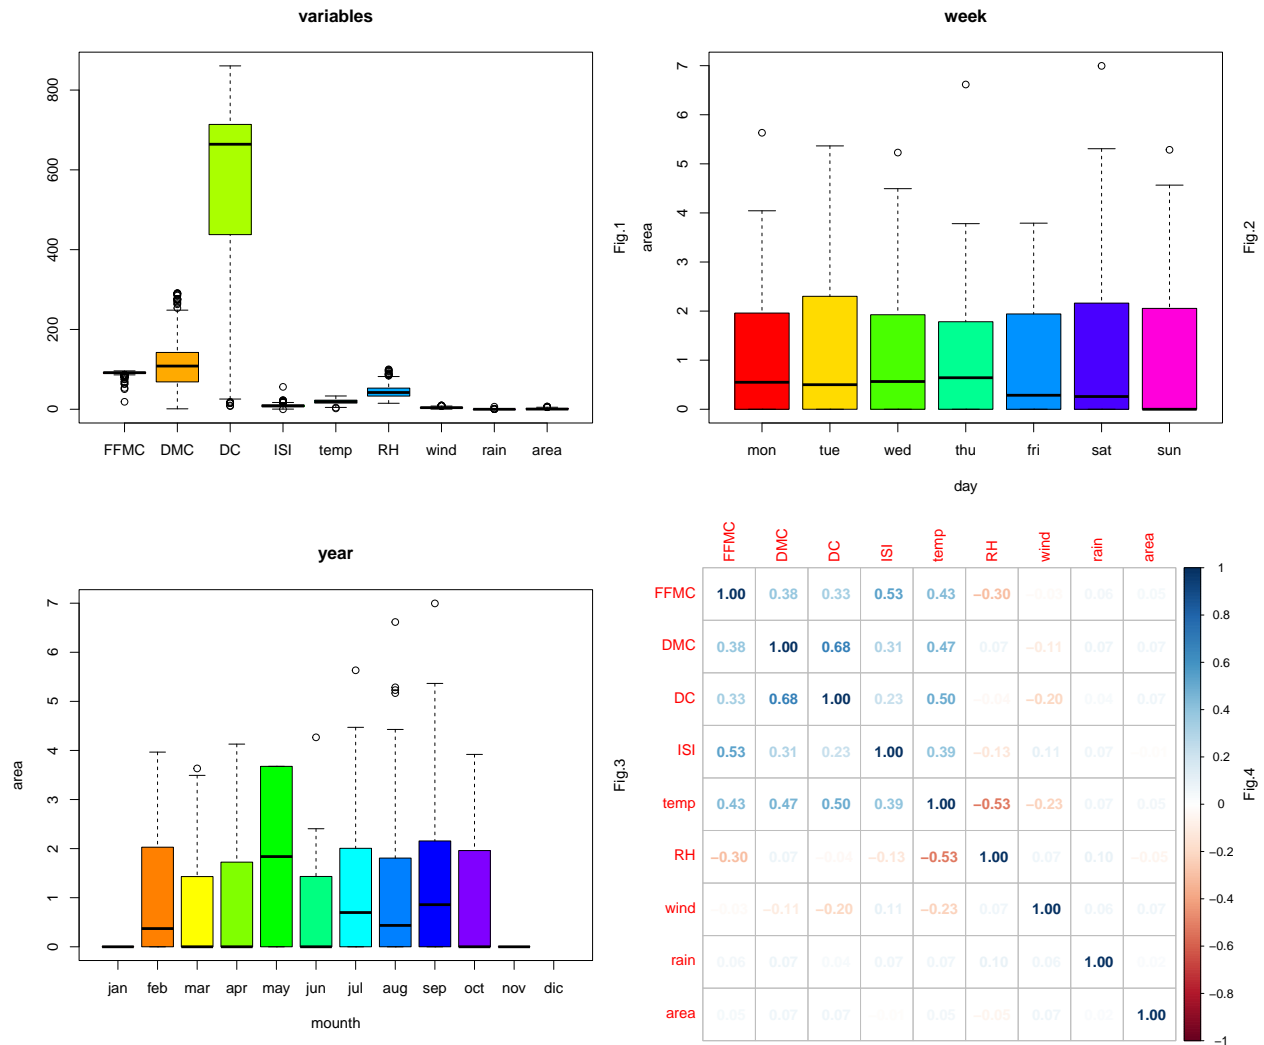 variables
800
600
400
200
0
FFMC DMC DC ISI temp RH wind rain area
Fig.1
week
7
6
5
4
3
2
1
0
area
mon tue wed thu fri sat sun
day
Fig.2
year
7
6
5
4
3
2
1
0
area
jan feb mar apr may jun jul aug sep oct nov dic
mounth
Fig.3
FFMC DMC DC ISI temp RH wind rain area
FFMC 1.00 0.38 0.33 0.53 0.43 −0.30 0.06 0.05
DMC 0.38 1.00 0.68 0.31 0.47 0.07 −0.11 0.07 0.07
DC 0.33 0.68 1.00 0.23 0.50 −0.04 −0.20 0.04 0.07
ISI 0.53 0.31 0.23 1.00 0.39 −0.13 0.11 0.07
temp 0.43 0.47 0.50 0.39 1.00 −0.53 −0.23 0.07 0.05
RH −0.30 0.07 −0.04 −0.13 −0.53 1.00 0.07 0.10 −0.05
wind −0.11 −0.20 0.11 −0.23 0.07 1.00 0.06 0.07
rain 0.06 0.07 0.04 0.07 0.07 0.10 0.06 1.00
area 0.05 0.07 0.07 0.05 −0.05 0.07 1.00
1
0.8
0.6
0.4
0.2
0
−0.2
−0.4
−0.6
−0.8
−1
Fig.4